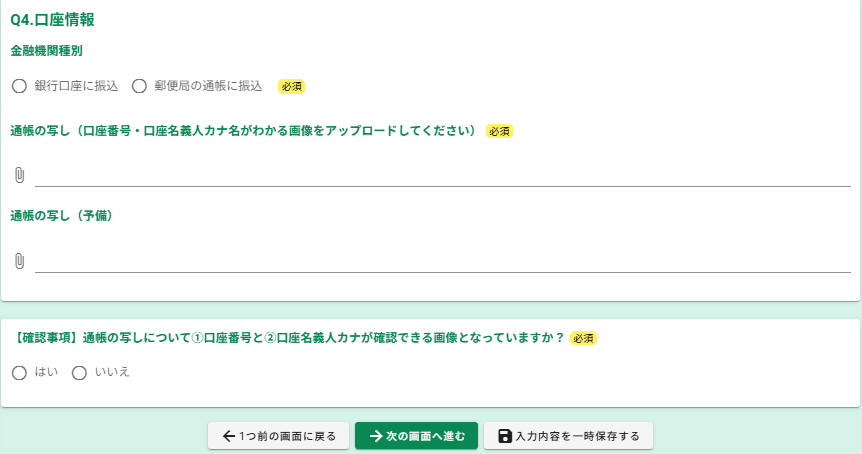 Q4.口座情報
金融機関種別
銀行口座に振込 郵便局の通帳に振込 必須
通帳の写し（口座番号・口座名義人カナ名がわかる画像をアップロードしてください） 必須
通帳の写し（予備）
【確認事項】通帳の写しについて①口座番号と②口座名義人カナが確認できる画像となっていますか？ 必須
はい いいえ
1つ前の画面に戻る 次の画面へ進む 入力内容を一時保存する